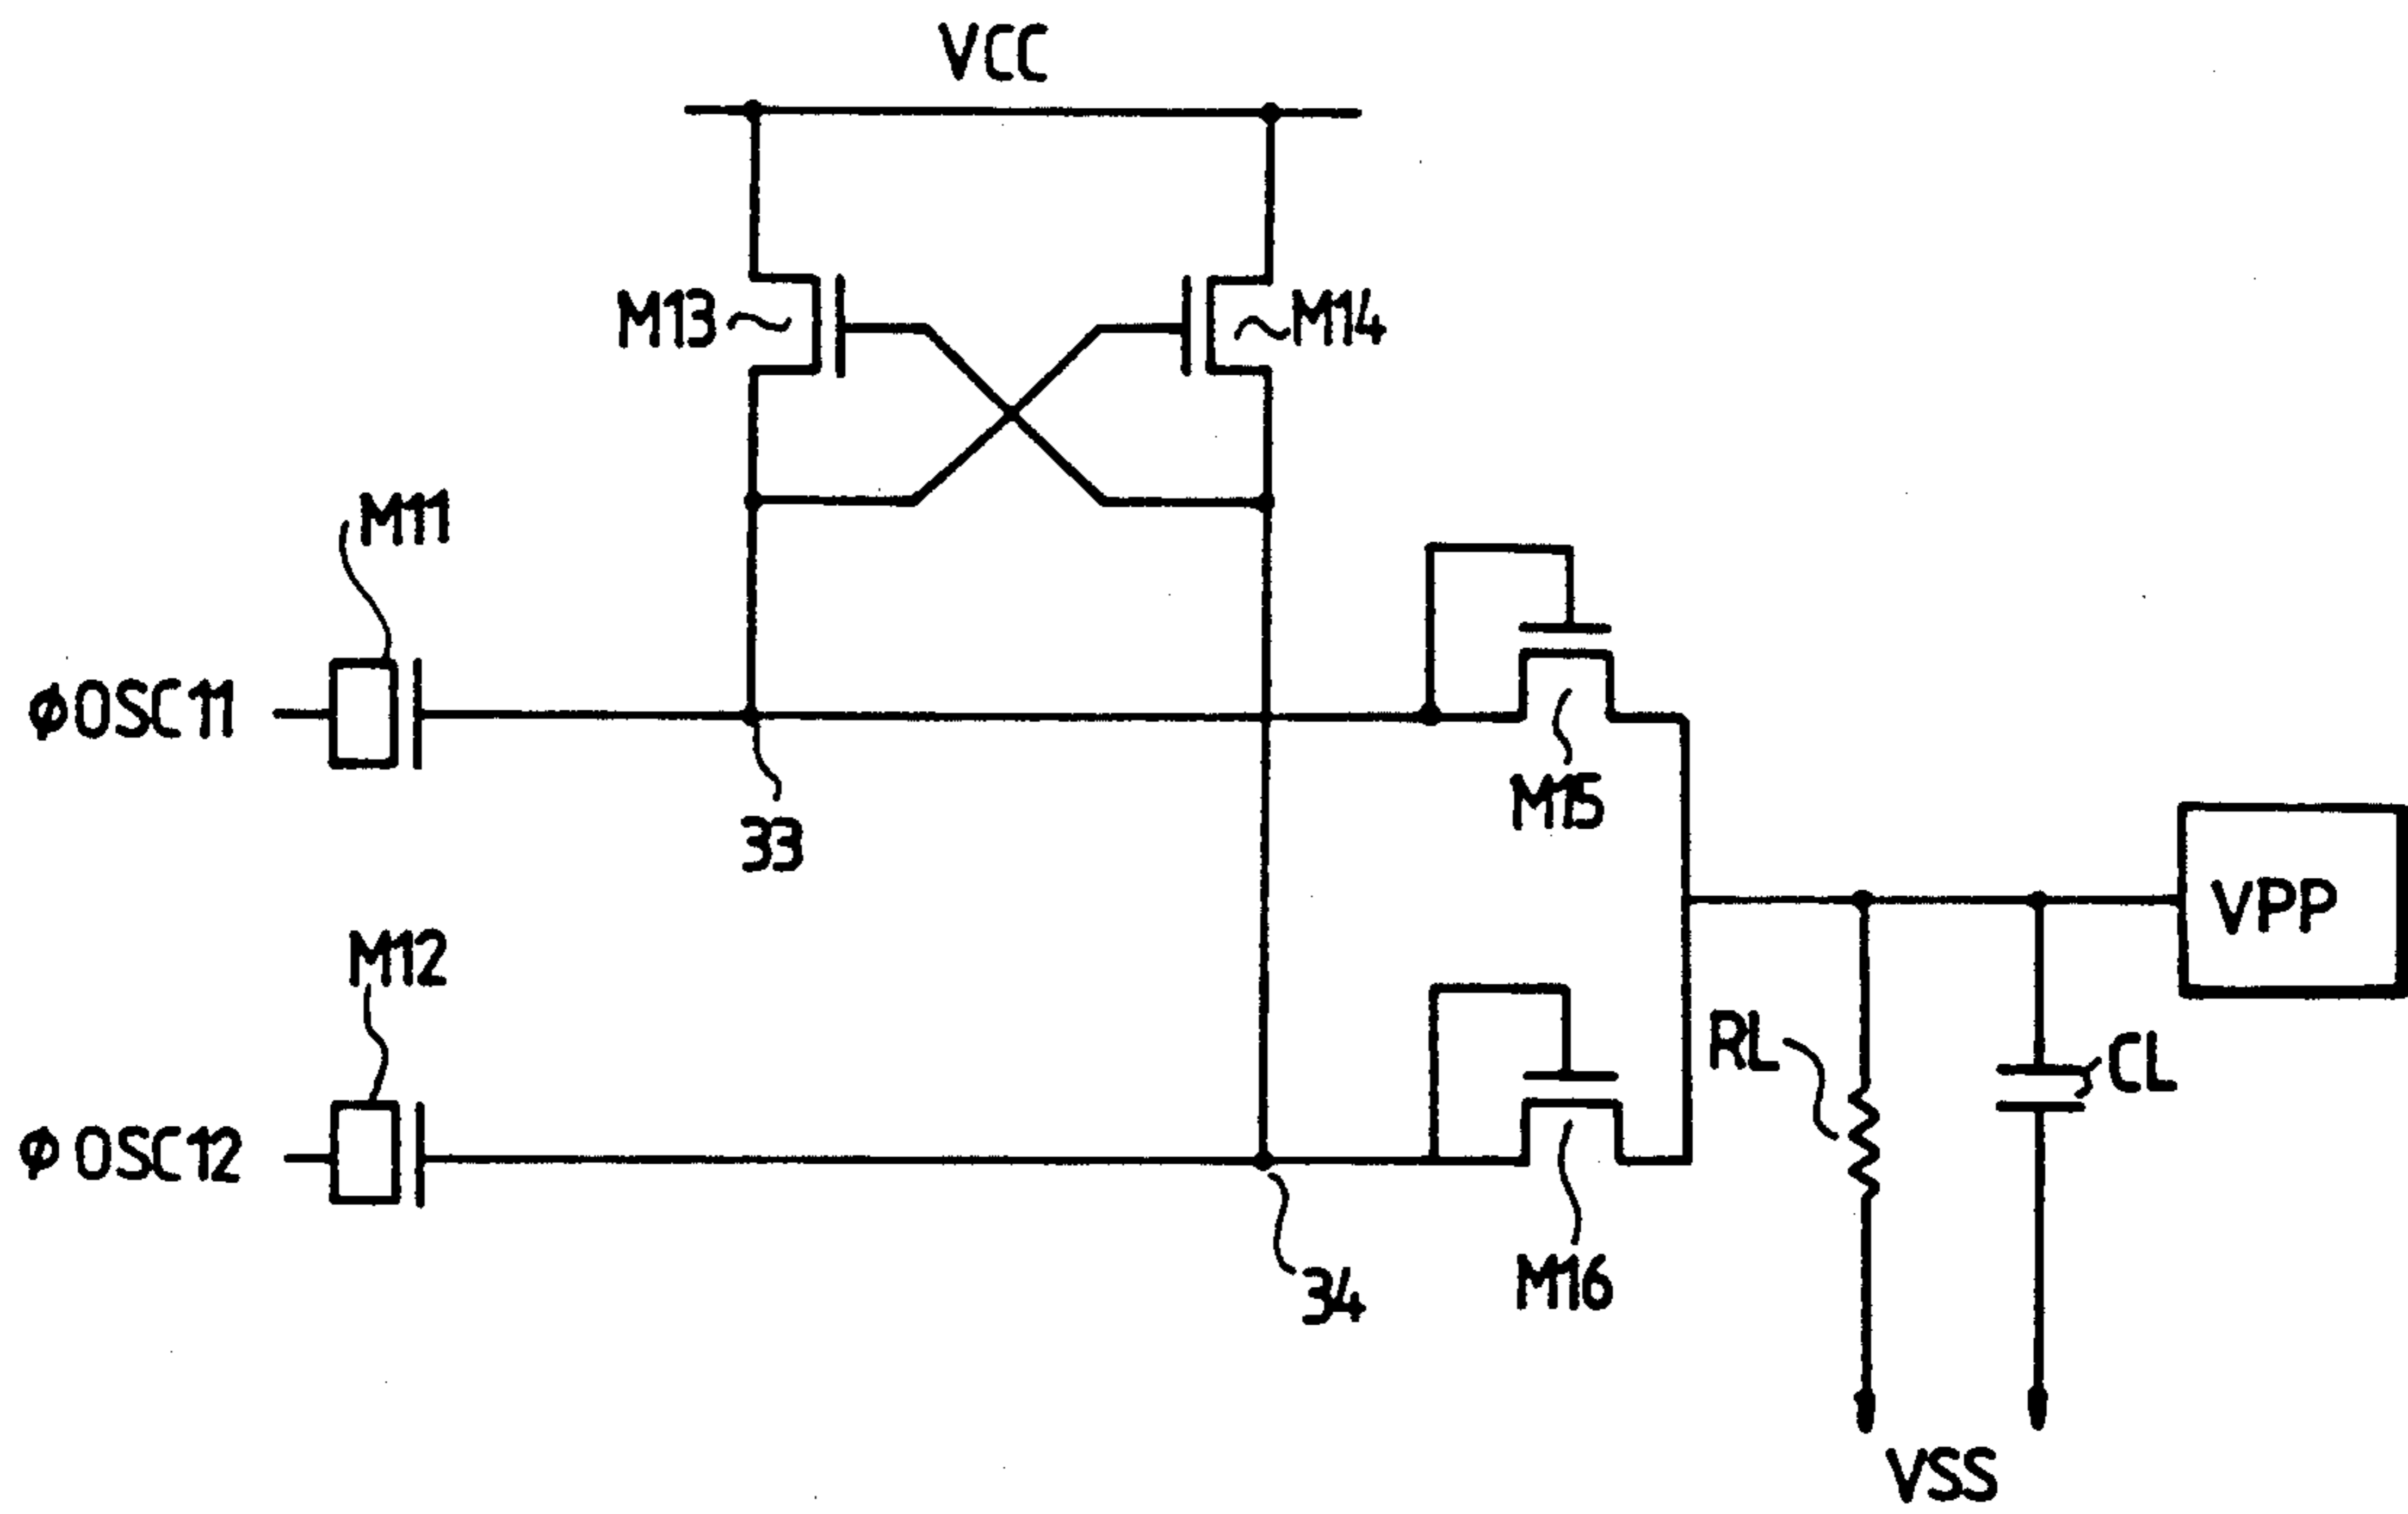 VCC
M13
M14
M11
φOSC11
M15
33
VPP
M12
RL
CL
φOSC12
M16
34
VSS